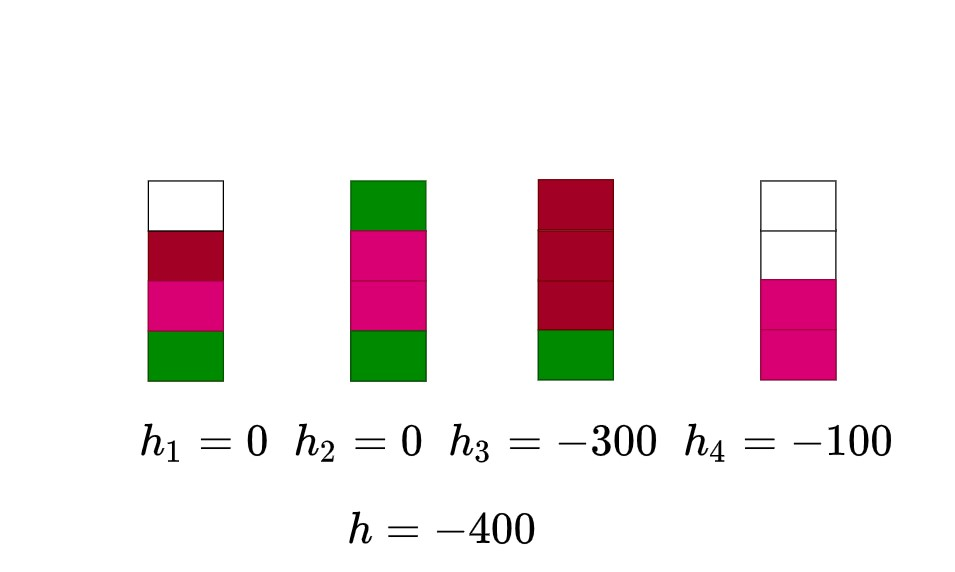 h₁ = 0 h₂ = 0 h₃ = −300 h₄ = −100
h = −400